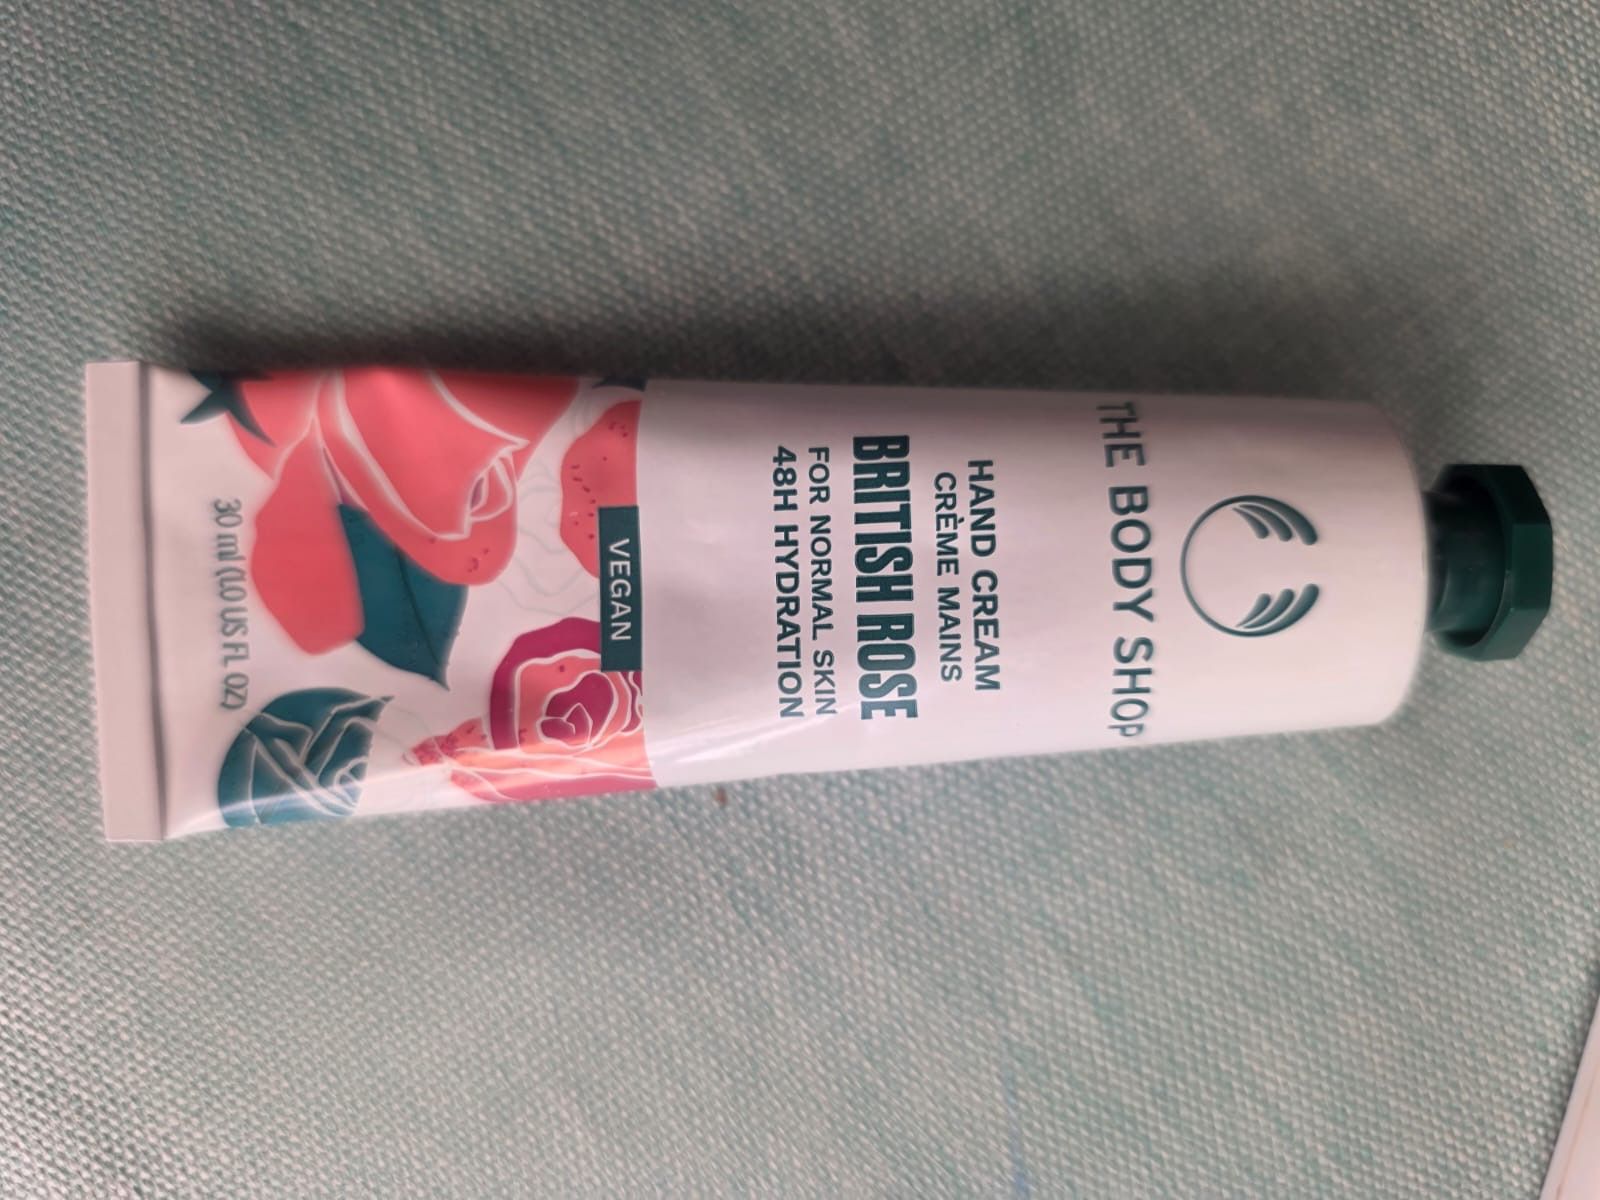 THE BODY SHOP
HAND CREAM
CRÈME MAINS
BRITISH ROSE
FOR NORMAL SKIN
48H HYDRATION
VEGAN
30 ml (1.0 US FL OZ)